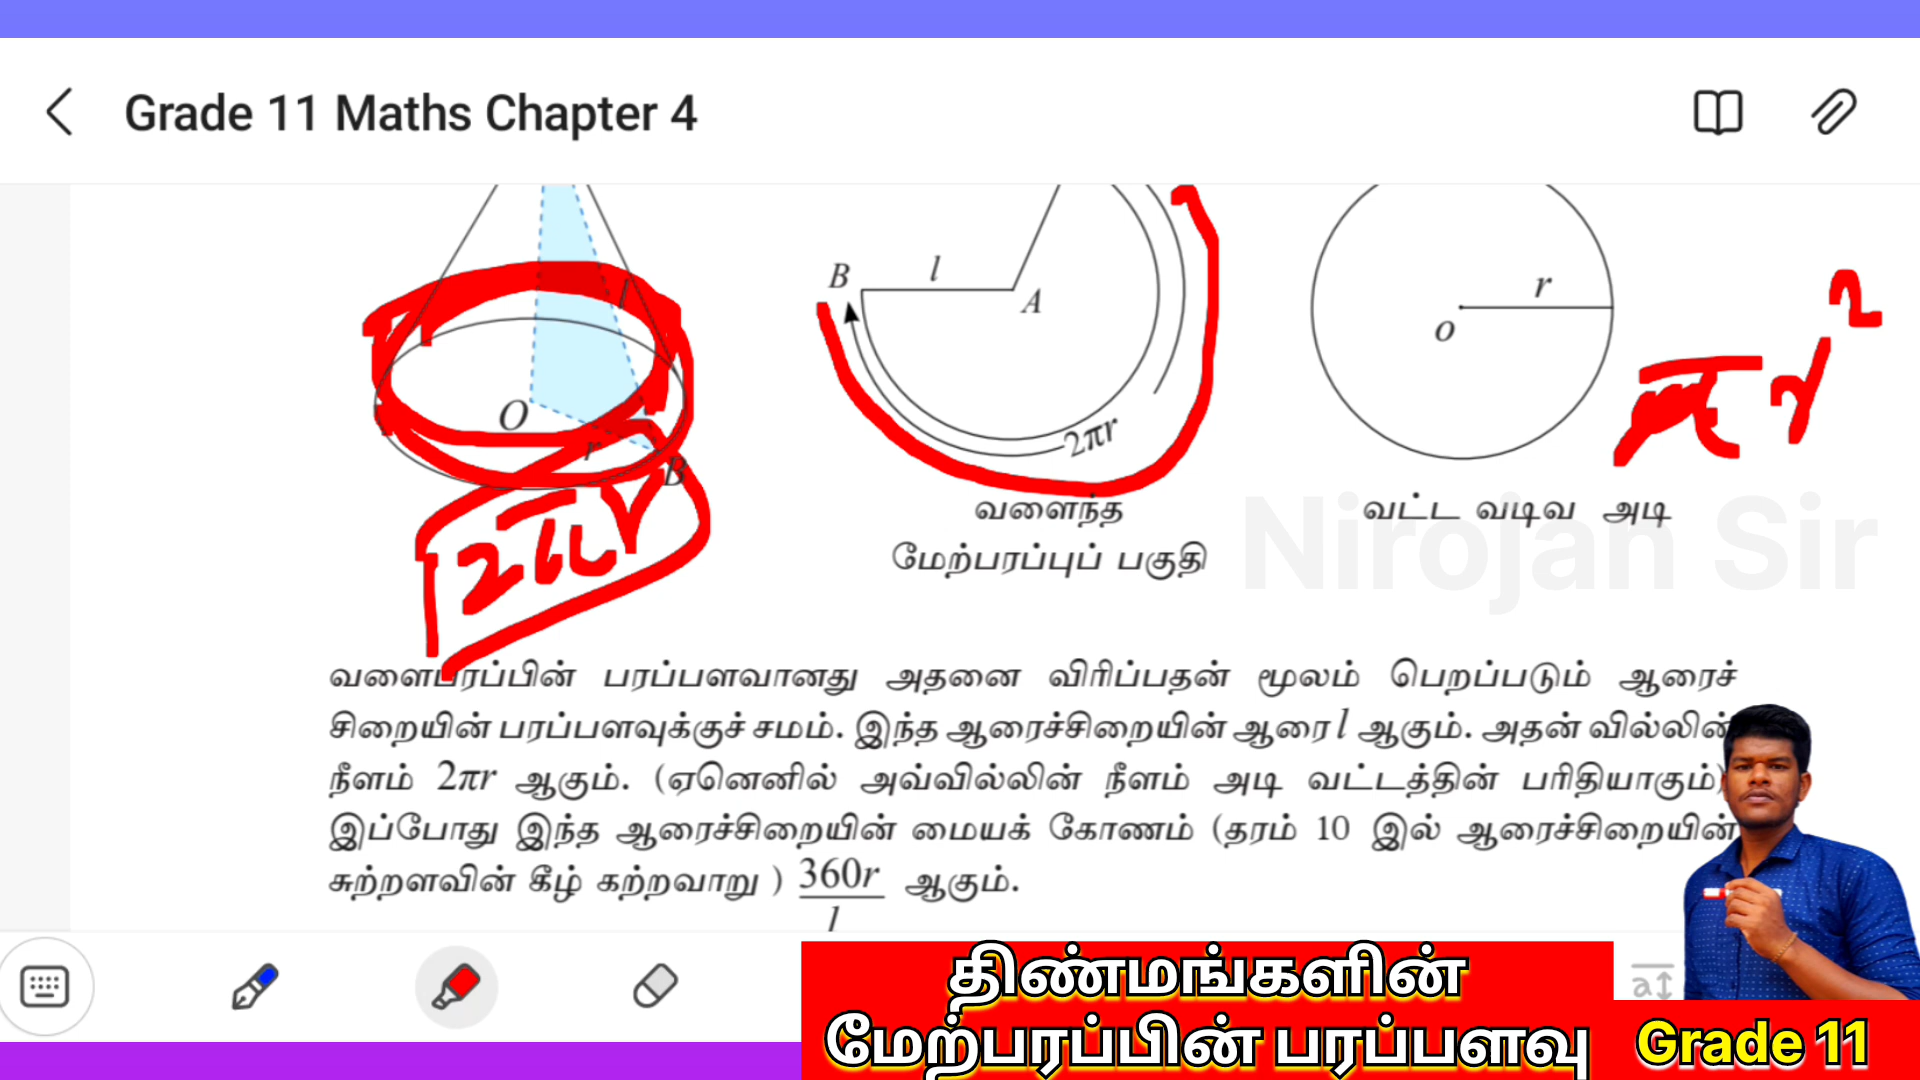 Grade 11 Maths Chapter 4
B
l
A
r
O
l
r
B
O
2πr
2πr
πr²
வளைந்த
மேற்பரப்புப் பகுதி
வட்ட வடிவ அடி
Nirojan Sir
வளைபரப்பின் பரப்பளவானது அதனை விரிப்பதன் மூலம் பெறப்படும் ஆரைச்
சிறையின் பரப்பளவுக்குச் சமம். இந்த ஆரைச்சிறையின் ஆரை l ஆகும். அதன் வில்லின்
நீளம் 2πr ஆகும். (ஏனெனில் அவ்வில்லின் நீளம் அடி வட்டத்தின் பரிதியாகும்)
இப்போது இந்த ஆரைச்சிறையின் மையக் கோணம் (தரம் 10 இல் ஆரைச்சிறையின்
சுற்றளவின் கீழ் கற்றவாறு ) 360r/l ஆகும்.
திண்மங்களின்
மேற்பரப்பின் பரப்பளவு
Grade 11